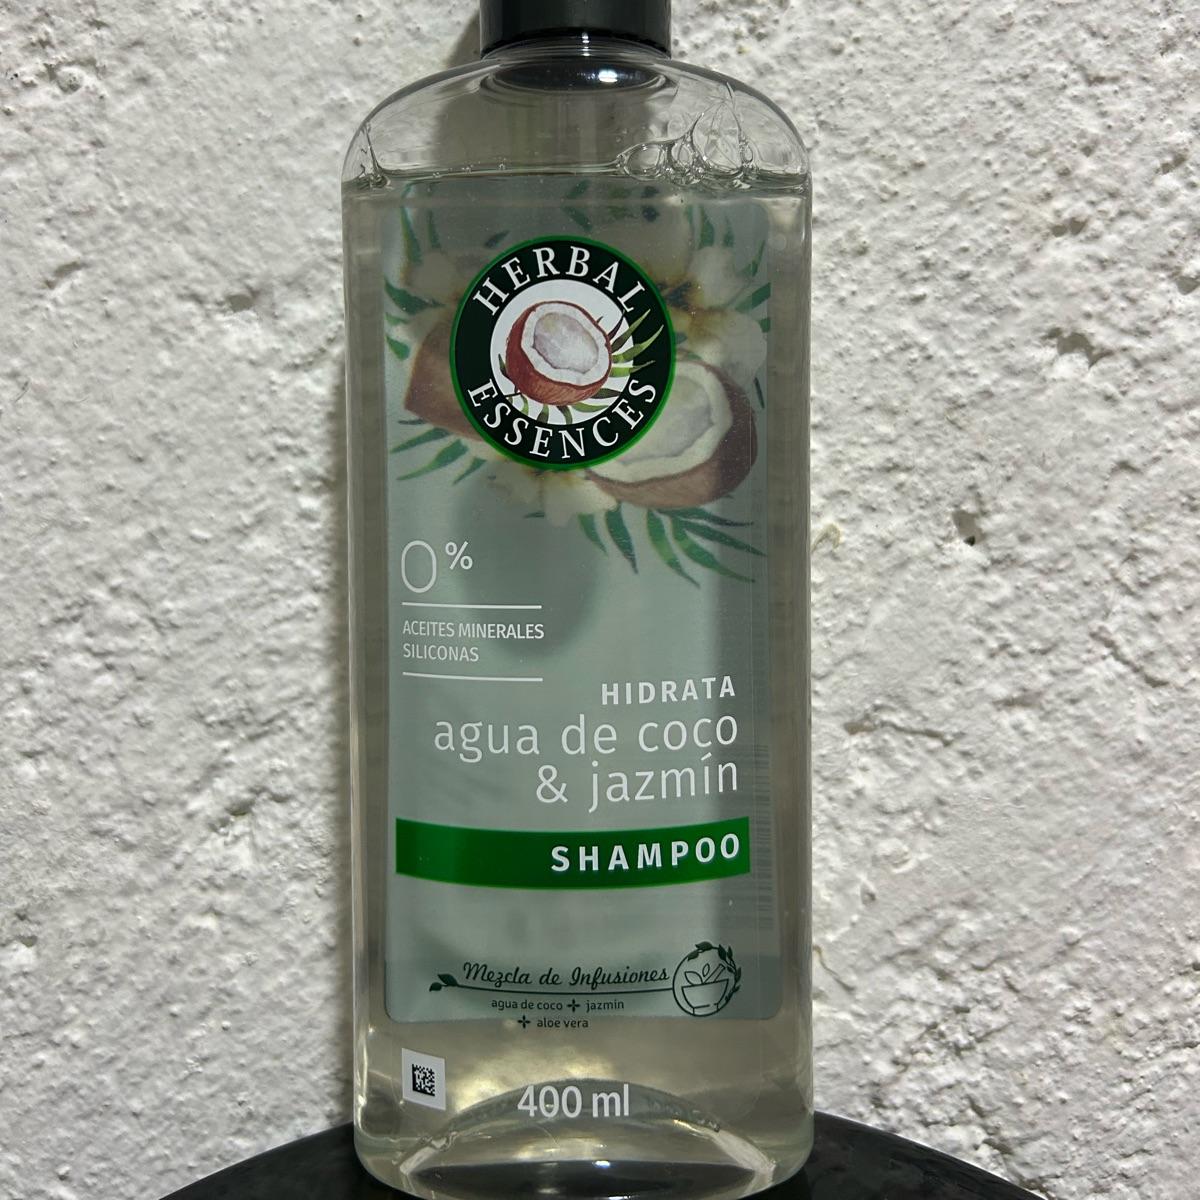 HERBAL
ESSENCES
0%
ACEITES MINERALES
SILICONAS
HIDRATA
agua de coco
& jazmín
SHAMPOO
Mezcla de Infusiones
agua de coco + jazmín
+ aloe vera
400 ml